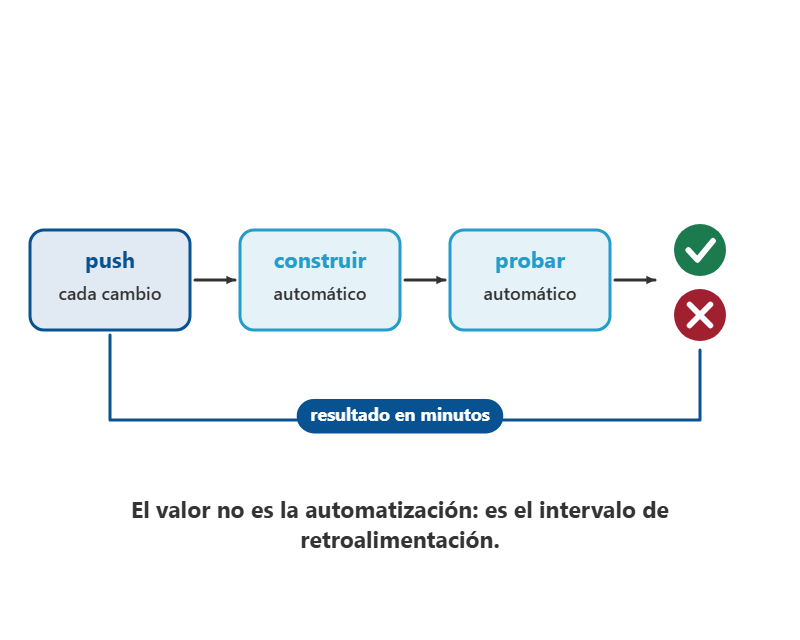 push
cada cambio
construir
automático
probar
automático
resultado en minutos
El valor no es la automatización: es el intervalo de
retroalimentación.